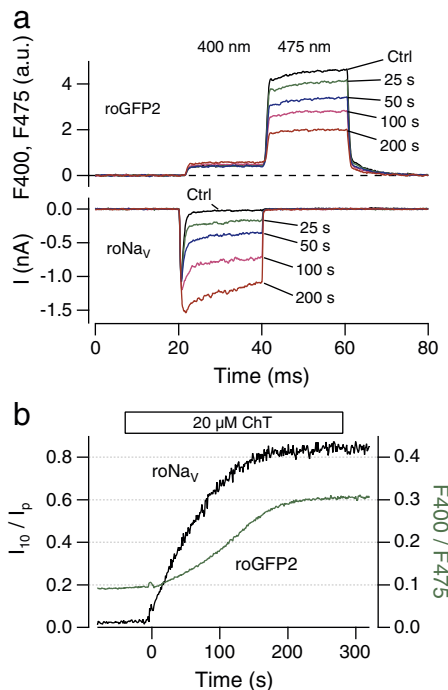 a
400 nm 475 nm
F400, F475 (a.u.)
4
2
0
roGFP2
Ctrl
25 s
50 s
100 s
200 s
I (nA)
0.0
-0.5
-1.0
-1.5
roNaV
Ctrl
25 s
50 s
100 s
200 s
0 20 40 60 80
Time (ms)
b
20 µM ChT
I10 / Ip
0.8
0.6
0.4
0.2
0.0
roNaV
roGFP2
0.4
0.3
0.2
0.1
0.0
F400 / F475
0 100 200 300
Time (s)